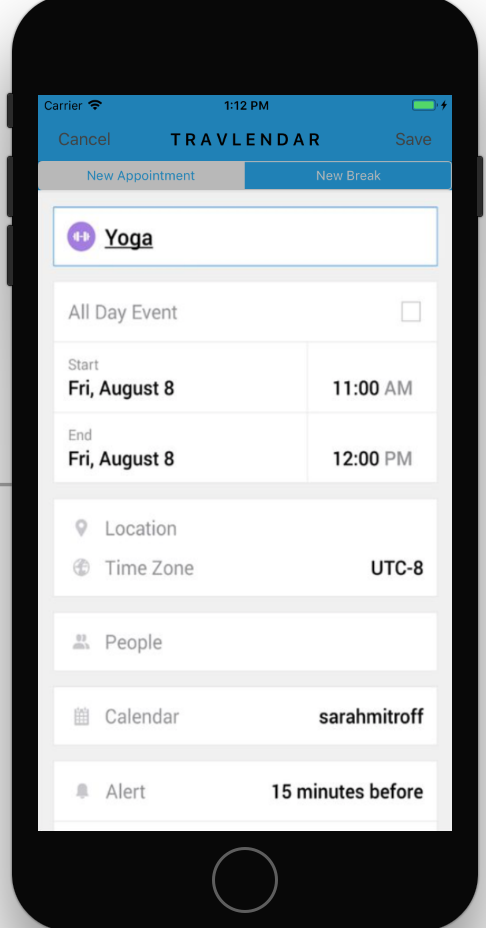 Carrier 1:12 PM
Cancel TRAVLENDAR Save
New Appointment New Break
Yoga
All Day Event
Start
Fri, August 8 11:00 AM
End
Fri, August 8 12:00 PM
Location
Time Zone UTC-8
People
Calendar sarahmitroff
Alert 15 minutes before